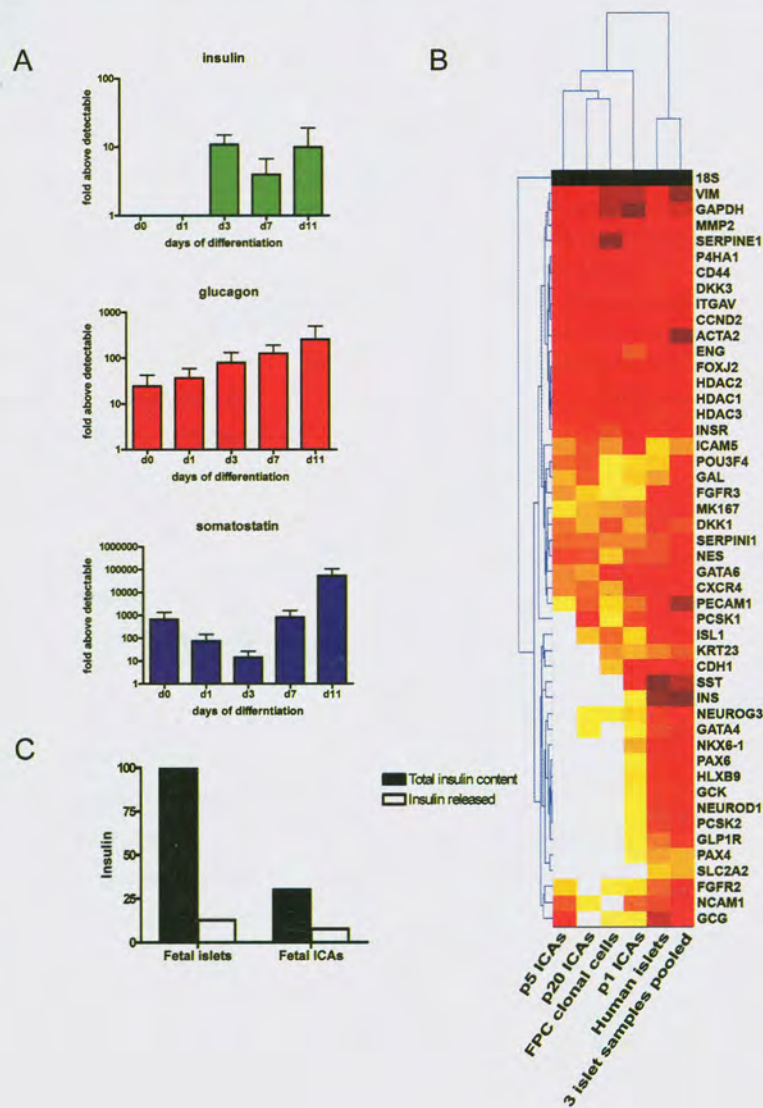 A
insulin
100
10
1
fold above detectable
d0 d1 d3 d7 d11
days of differentiation
glucagon
1000
100
10
1
fold above detectable
d0 d1 d3 d7 d11
days of differentiation
somatostatin
1000000
100000
10000
1000
100
10
1
fold above detectable
d0 d1 d3 d7 d11
days of differntiation
B
18S
VIM
GAPDH
MMP2
SERPINE1
P4HA1
CD44
DKK3
ITGAV
CCND2
ACTA2
ENG
FOXJ2
HDAC2
HDAC1
HDAC3
INSR
ICAM5
POU3F4
GAL
FGFR3
MK167
DKK1
SERPINI1
NES
GATA6
CXCR4
PECAM1
PCSK1
ISL1
KRT23
CDH1
SST
INS
NEUROG3
GATA4
NKX6-1
PAX6
HLXB9
GCK
NEUROD1
PCSK2
GLP1R
PAX4
SLC2A2
FGFR2
NCAM1
GCG
p5 ICAs
p20 ICAs
FPC clonal cells
p1 ICAs
Human islets
3 islet samples pooled
C
100
75
50
25
0
Insulin
Fetal islets Fetal ICAs
Total insulin content
Insulin released